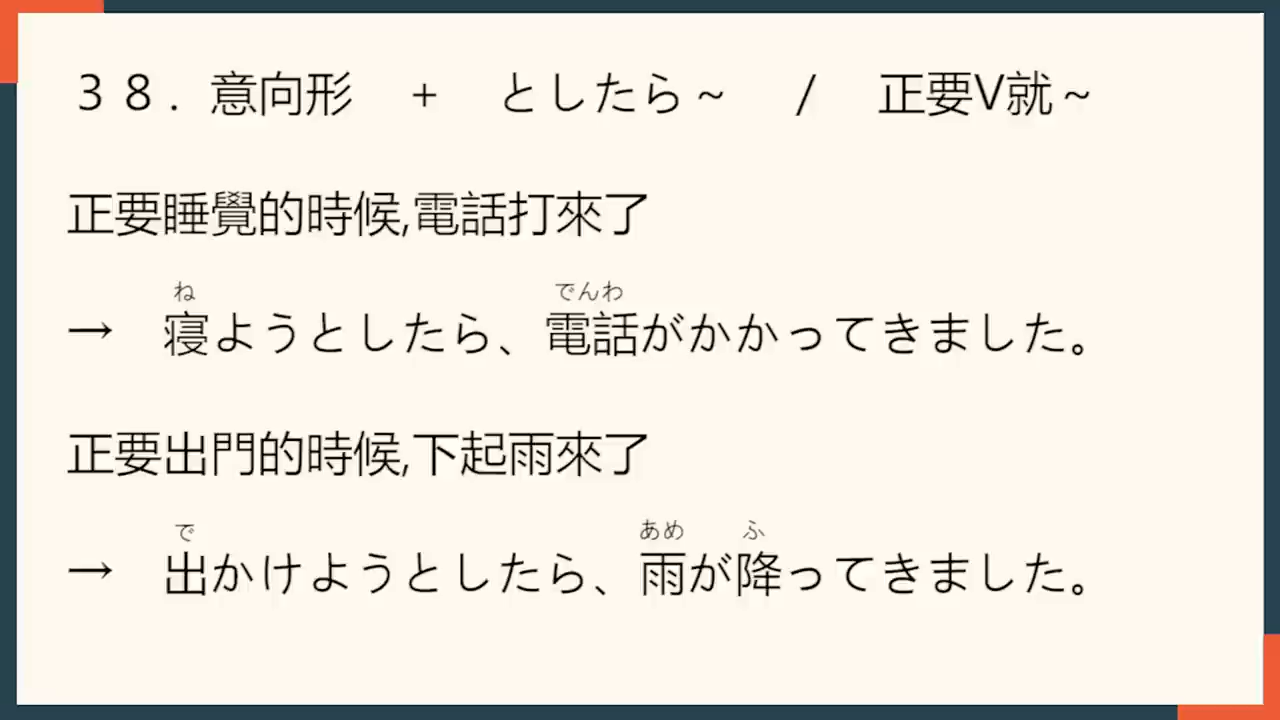 ３８．意向形　+　としたら~　/　正要V就~
正要睡覺的時候,電話打來了
ね　でんわ
→　寝ようとしたら、電話がかかってきました。
正要出門的時候,下起雨來了
で　あめ　ふ
→　出かけようとしたら、雨が降ってきました。